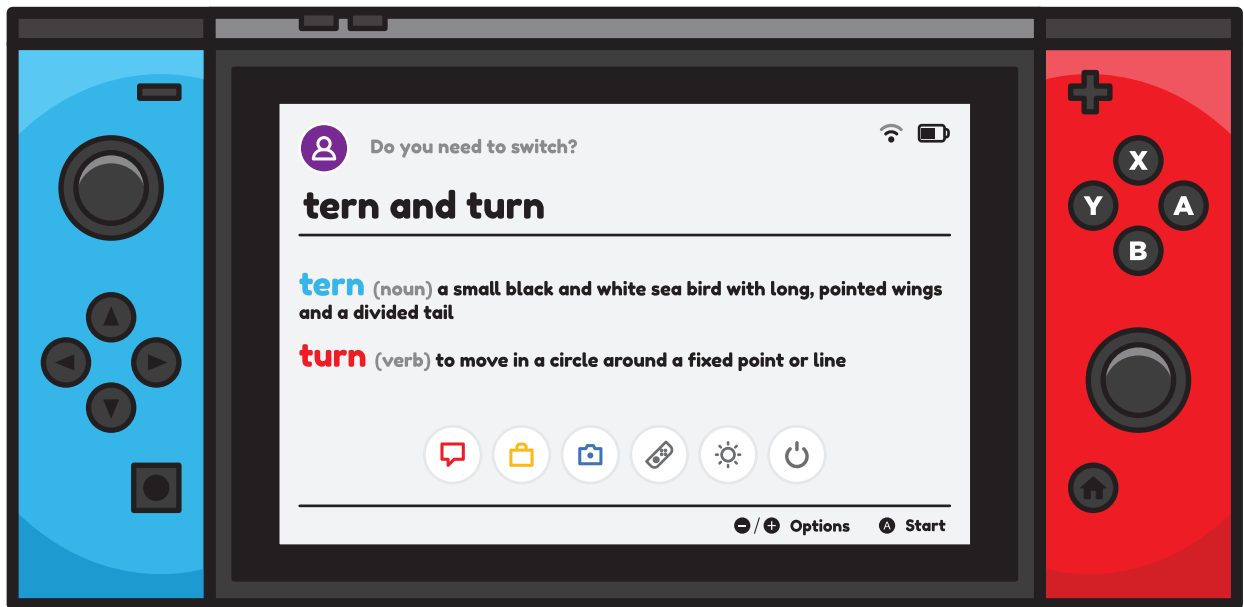 Do you need to switch?
tern and turn
tern (noun) a small black and white sea bird with long, pointed wings
and a divided tail
turn (verb) to move in a circle around a fixed point or line
X
Y A
B
-/+ Options A Start